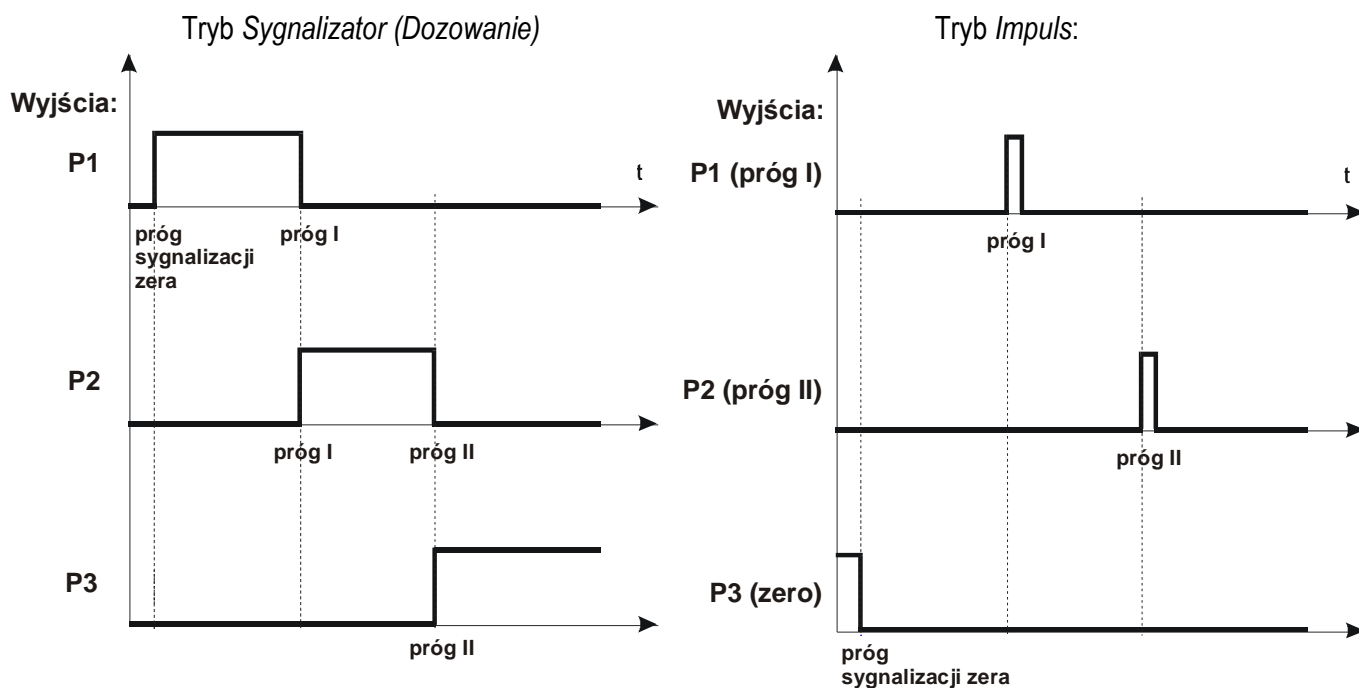 Tryb Sygnalizator (Dozowanie)
Wyjścia:
P1
t
próg
sygnalizacji
zera
próg I
P2
próg I
próg II
P3
próg II
Tryb Impuls:
Wyjścia:
P1 (próg I)
t
próg I
P2 (próg II)
próg II
P3 (zero)
próg
sygnalizacji zera